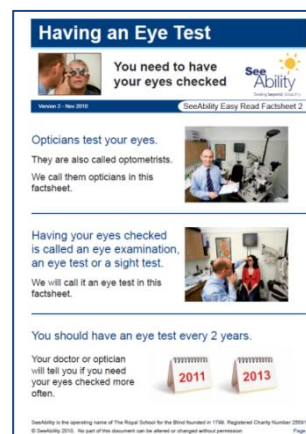 Having an Eye Test
You need to have
your eyes checked
See
Ability
Seeing beyond disability
Version 2 - Nov 2010
SeeAbility Easy Read Factsheet 2
Opticians test your eyes.
They are also called optometrists.
We call them opticians in this
factsheet.
Having your eyes checked
is called an eye examination,
an eye test or a sight test.
We will call it an eye test in this
factsheet.
You should have an eye test every 2 years.
Your doctor or optician
will tell you if you need
your eyes checked more
often.
2011
2013
SeeAbility is the operating name of The Royal School for the Blind founded in 1799. Registered Charity Number
© SeeAbility 2010. No part of this document can be altered or changed without permission
Page